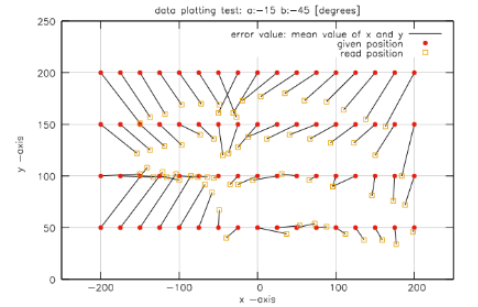 data plotting test: a:−15 b:−45 [degrees]
error value: mean value of x and y
given position
read position
250
200
150
100
50
0
y −axis
−200
−100
0
100
200
x −axis